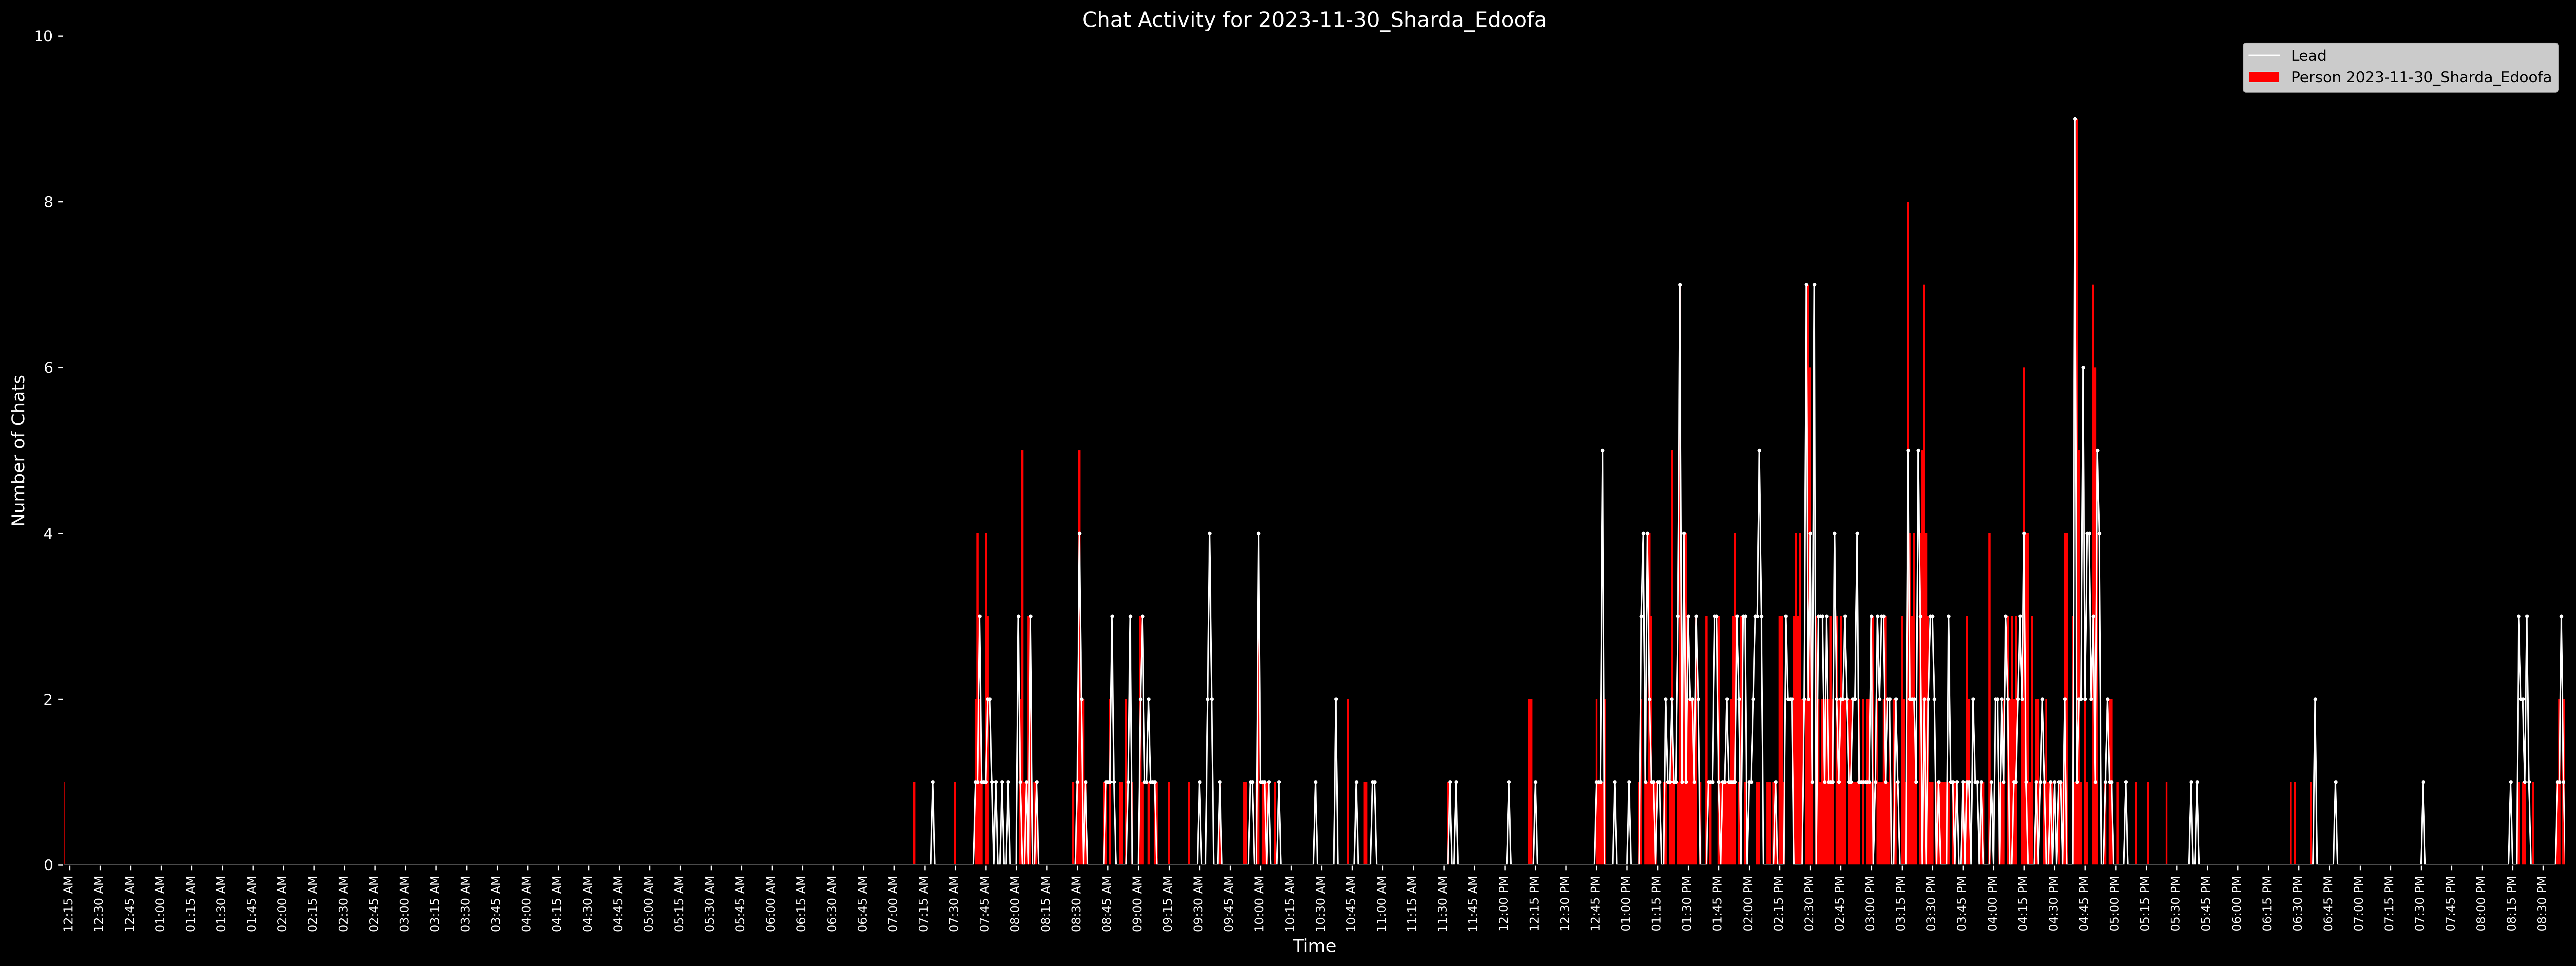 Chat Activity for 2023-11-30_Sharda_Edoofa
Lead
Person 2023-11-30_Sharda_Edoofa
Number of Chats
10
8
6
4
2
0
12:15 AM
12:30 AM
12:45 AM
01:00 AM
01:15 AM
01:30 AM
01:45 AM
02:00 AM
02:15 AM
02:30 AM
02:45 AM
03:00 AM
03:15 AM
03:30 AM
03:45 AM
04:00 AM
04:15 AM
04:30 AM
04:45 AM
05:00 AM
05:15 AM
05:30 AM
05:45 AM
06:00 AM
06:15 AM
06:30 AM
06:45 AM
07:00 AM
07:15 AM
07:30 AM
07:45 AM
08:00 AM
08:15 AM
08:30 AM
08:45 AM
09:00 AM
09:15 AM
09:30 AM
09:45 AM
10:00 AM
10:15 AM
10:30 AM
10:45 AM
11:00 AM
11:15 AM
11:30 AM
11:45 AM
12:00 PM
12:15 PM
12:30 PM
12:45 PM
01:00 PM
01:15 PM
01:30 PM
01:45 PM
02:00 PM
02:15 PM
02:30 PM
02:45 PM
03:00 PM
03:15 PM
03:30 PM
03:45 PM
04:00 PM
04:15 PM
04:30 PM
04:45 PM
05:00 PM
05:15 PM
05:30 PM
05:45 PM
06:00 PM
06:15 PM
06:30 PM
06:45 PM
07:00 PM
07:15 PM
07:30 PM
07:45 PM
08:00 PM
08:15 PM
08:30 PM
Time